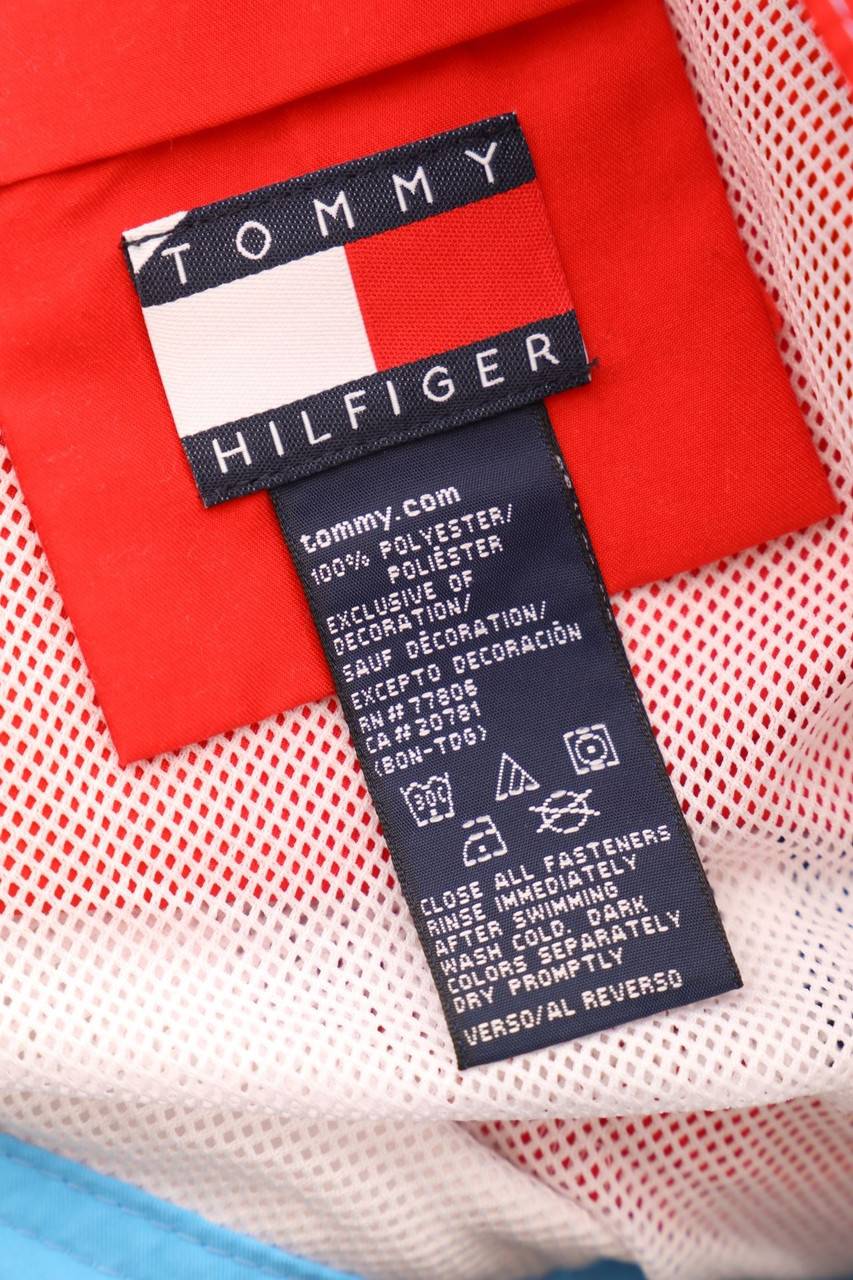 TOMMY
HILFIGER
tommy.com
100% POLYESTER/
POLIÉSTER
EXCLUSIVE OF
DECORATION/
SAUF DÉCORATION/
EXCEPTO DECORACIÓN
RN# 77806
CA# 20781
(BON-TDG)
30C
CLOSE ALL FASTENERS
RINSE IMMEDIATELY
AFTER SWIMMING
WASH COLD. DARK
COLORS SEPARATELY
DRY PROMPTLY
VERSO/AL REVERSO